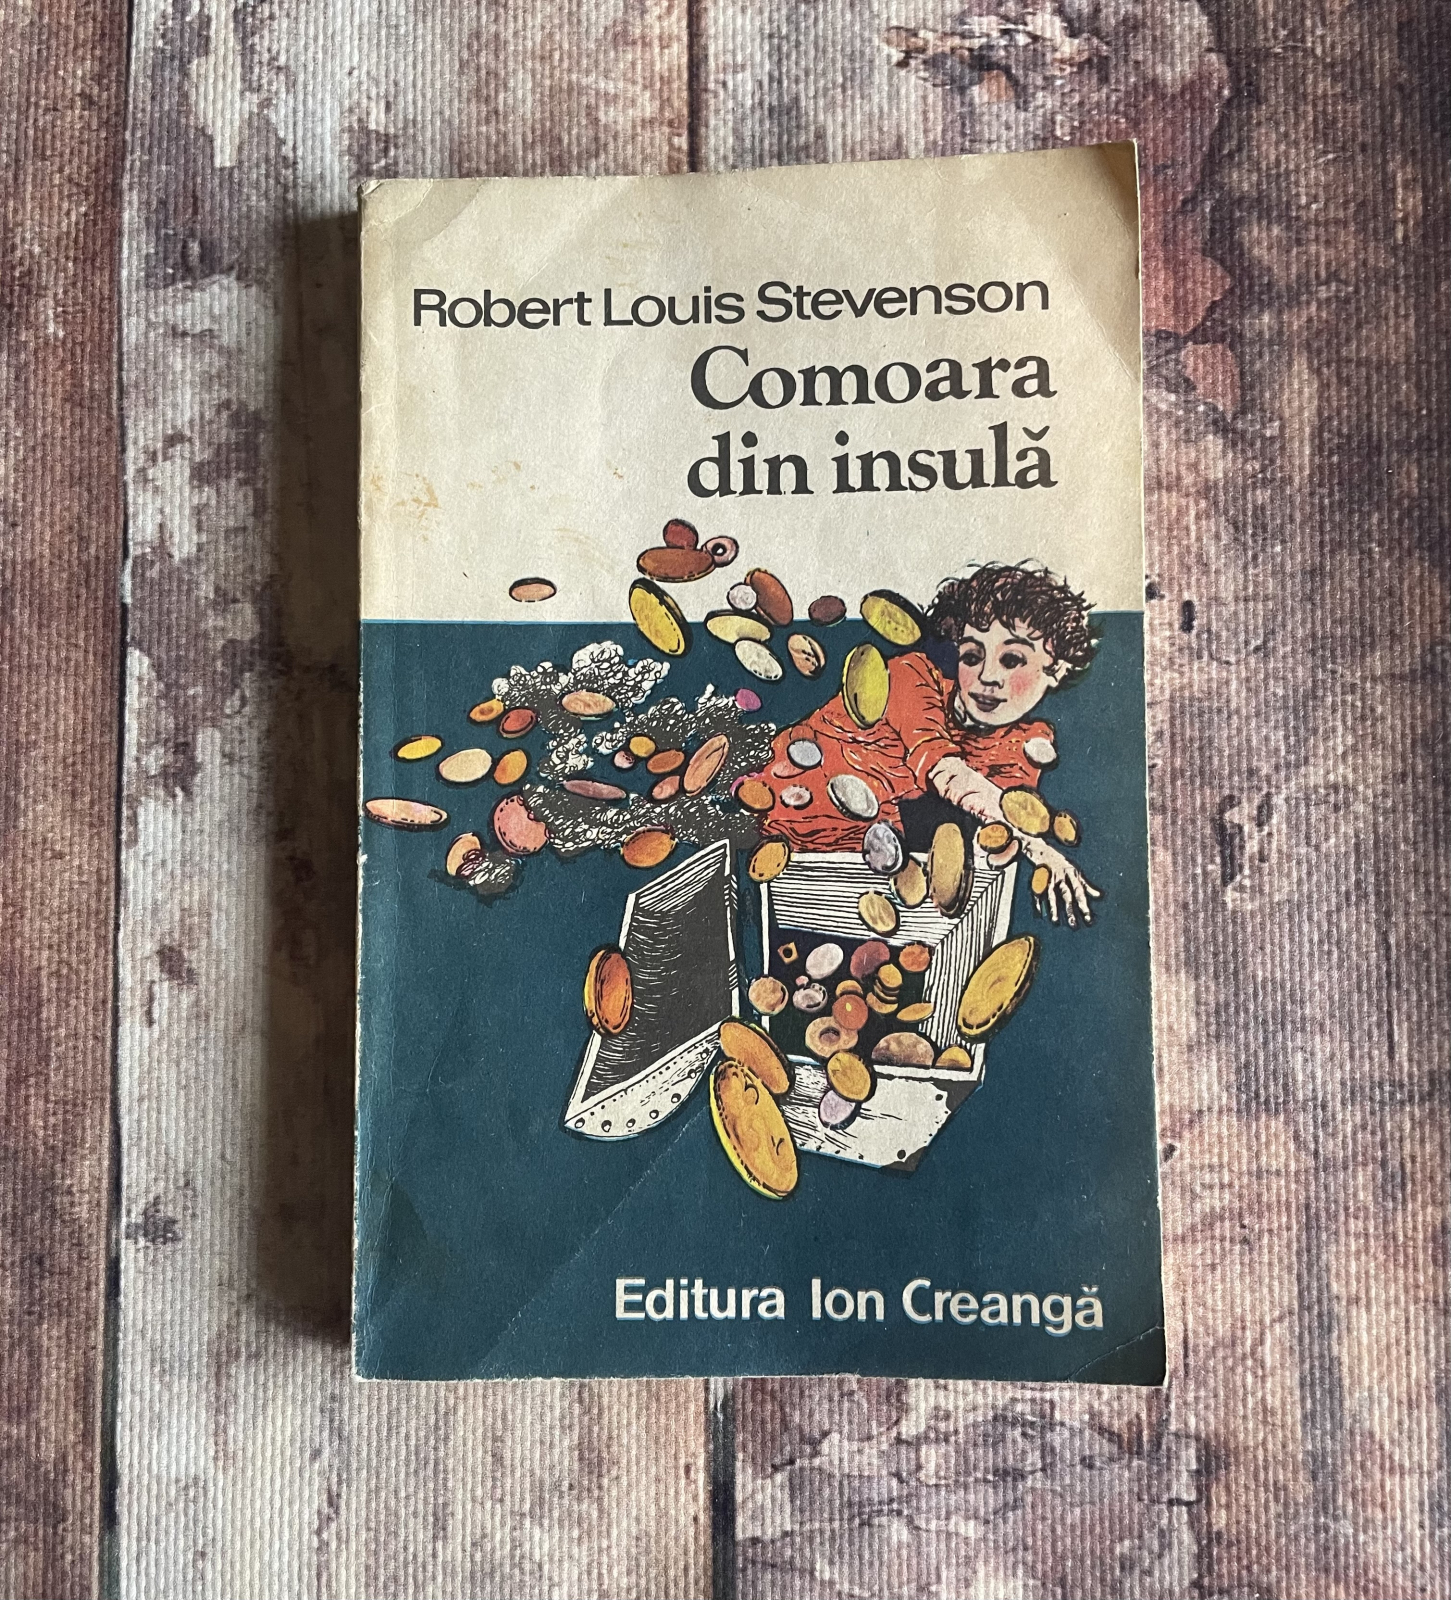 Robert Louis Stevenson
Comoara
din insulă
Editura Ion Creangă